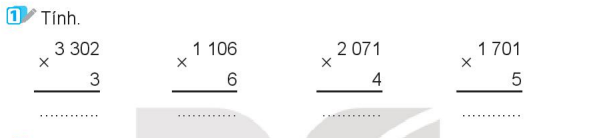 1 Tính.
3 302 1 106 2 071 1 701
× × × ×
3 6 4 5
............ ............ ............ ............